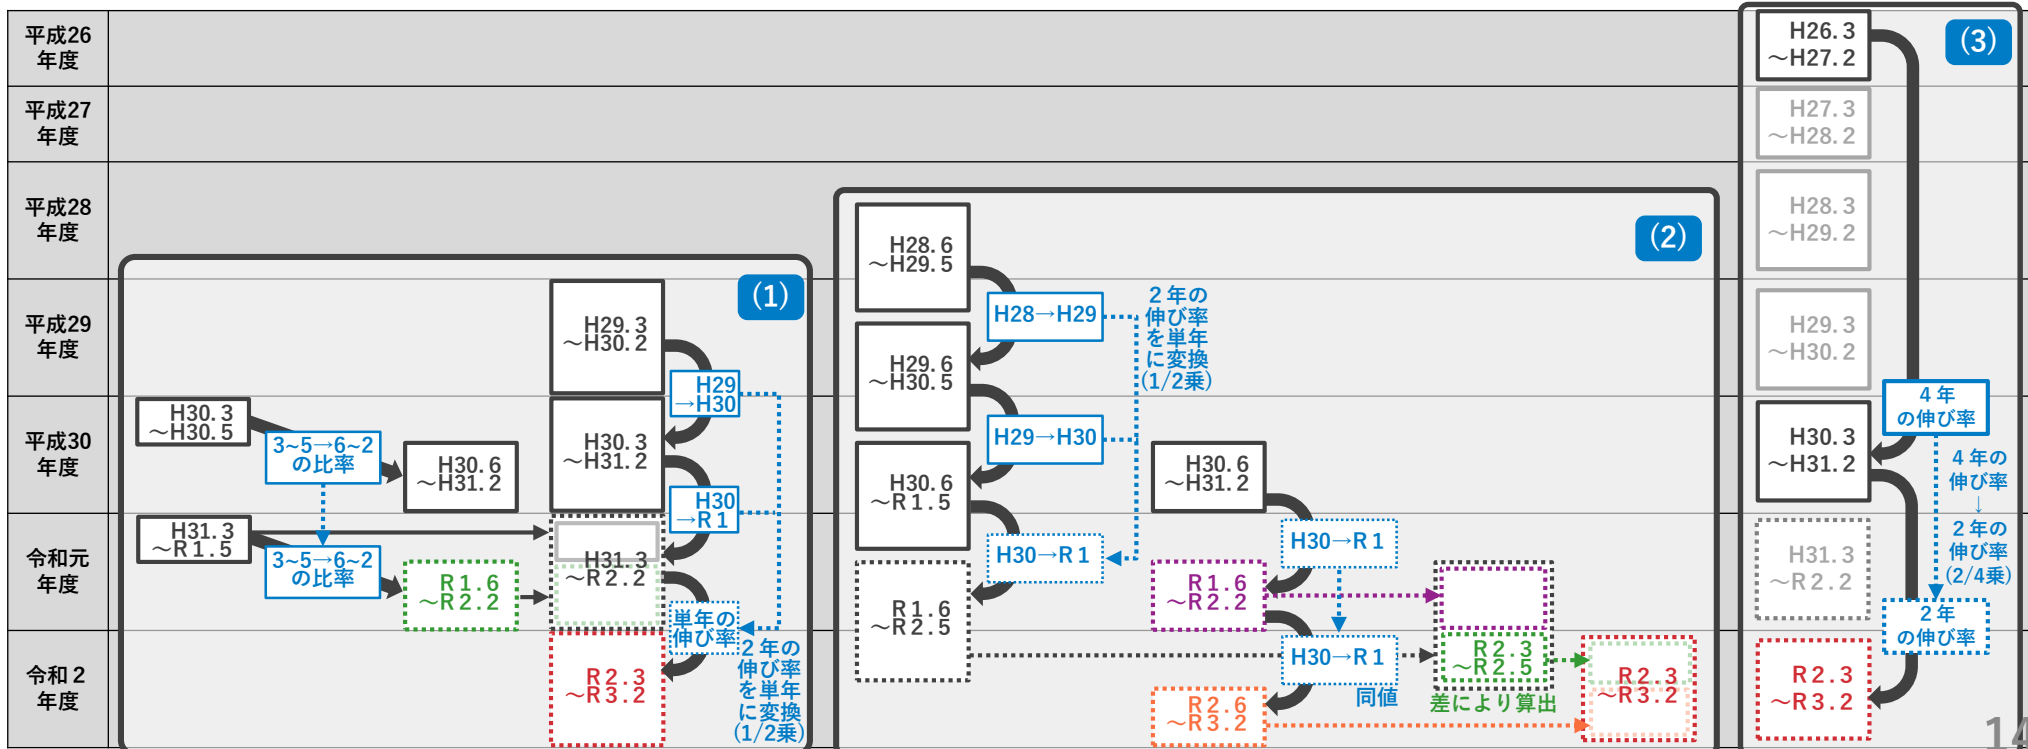 平成26
年度
平成27
年度
平成28
年度
平成29
年度
平成30
年度
令和元
年度
令和２
年度
(1)
H30.3
～H30.5
3~5→6~2
の比率
H30.6
～H31.2
H31.3
～R1.5
3~5→6~2
の比率
R1.6
～R2.2
H29.3
～H30.2
H29
→H30
H30.3
～H31.2
H30
→R1
H31.3
～R2.2
単年の
伸び率
２年の
伸び率
を単年
に変換
(1/2乗)
R2.3
～R3.2
(2)
H28.6
～H29.5
H28→H29
２年の
伸び率
を単年
に変換
(1/2乗)
H29.6
～H30.5
H29→H30
H30.6
～R1.5
H30→R1
R1.6
～R2.5
H30.6
～H31.2
H30→R1
R1.6
～R2.2
H30→R1
同値
R2.6
～R3.2
R2.3
～R2.5
差により算出
R2.3
～R3.2
(3)
H26.3
～H27.2
H27.3
～H28.2
H28.3
～H29.2
H29.3
～H30.2
４年
の伸び率
H30.3
～H31.2
４年の
伸び率
↓
２年の
伸び率
(2/4乗)
H31.3
～R2.2
２年
の伸び率
R2.3
～R3.2
14